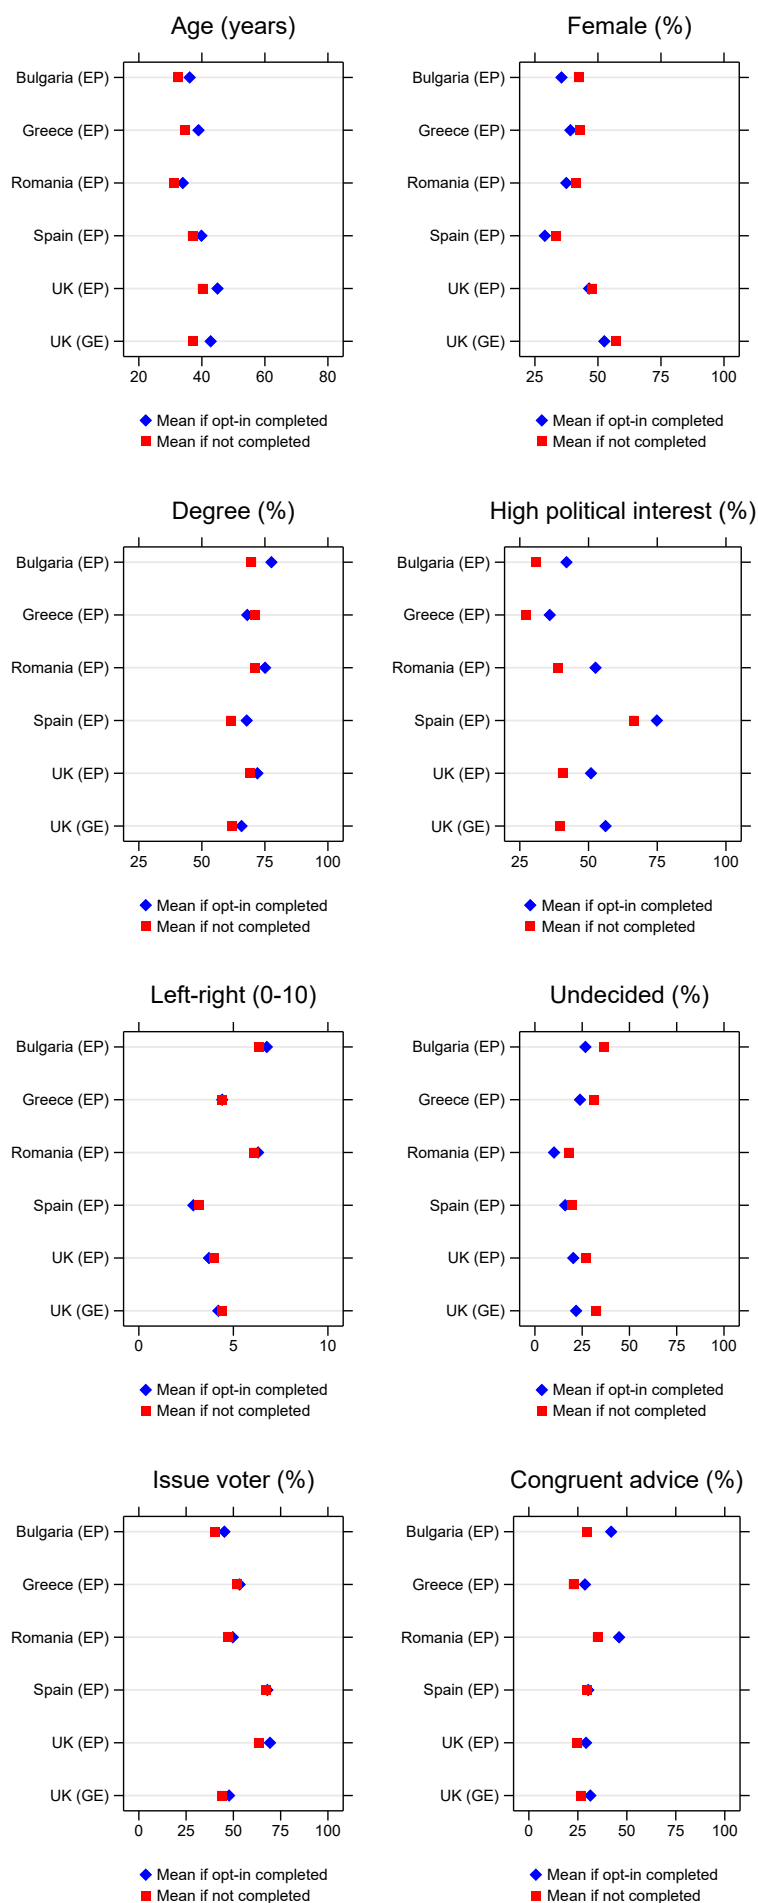 Age (years)
Bulgaria (EP)
Greece (EP)
Romania (EP)
Spain (EP)
UK (EP)
UK (GE)
20 40 60 80
Mean if opt-in completed
Mean if not completed
Female (%)
Bulgaria (EP)
Greece (EP)
Romania (EP)
Spain (EP)
UK (EP)
UK (GE)
25 50 75 100
Mean if opt-in completed
Mean if not completed
Degree (%)
Bulgaria (EP)
Greece (EP)
Romania (EP)
Spain (EP)
UK (EP)
UK (GE)
25 50 75 100
Mean if opt-in completed
Mean if not completed
High political interest (%)
Bulgaria (EP)
Greece (EP)
Romania (EP)
Spain (EP)
UK (EP)
UK (GE)
25 50 75 100
Mean if opt-in completed
Mean if not completed
Left-right (0-10)
Bulgaria (EP)
Greece (EP)
Romania (EP)
Spain (EP)
UK (EP)
UK (GE)
0 5 10
Mean if opt-in completed
Mean if not completed
Undecided (%)
Bulgaria (EP)
Greece (EP)
Romania (EP)
Spain (EP)
UK (EP)
UK (GE)
0 25 50 75 100
Mean if opt-in completed
Mean if not completed
Issue voter (%)
Bulgaria (EP)
Greece (EP)
Romania (EP)
Spain (EP)
UK (EP)
UK (GE)
0 25 50 75 100
Mean if opt-in completed
Mean if not completed
Congruent advice (%)
Bulgaria (EP)
Greece (EP)
Romania (EP)
Spain (EP)
UK (EP)
UK (GE)
0 25 50 75 100
Mean if opt-in completed
Mean if not completed